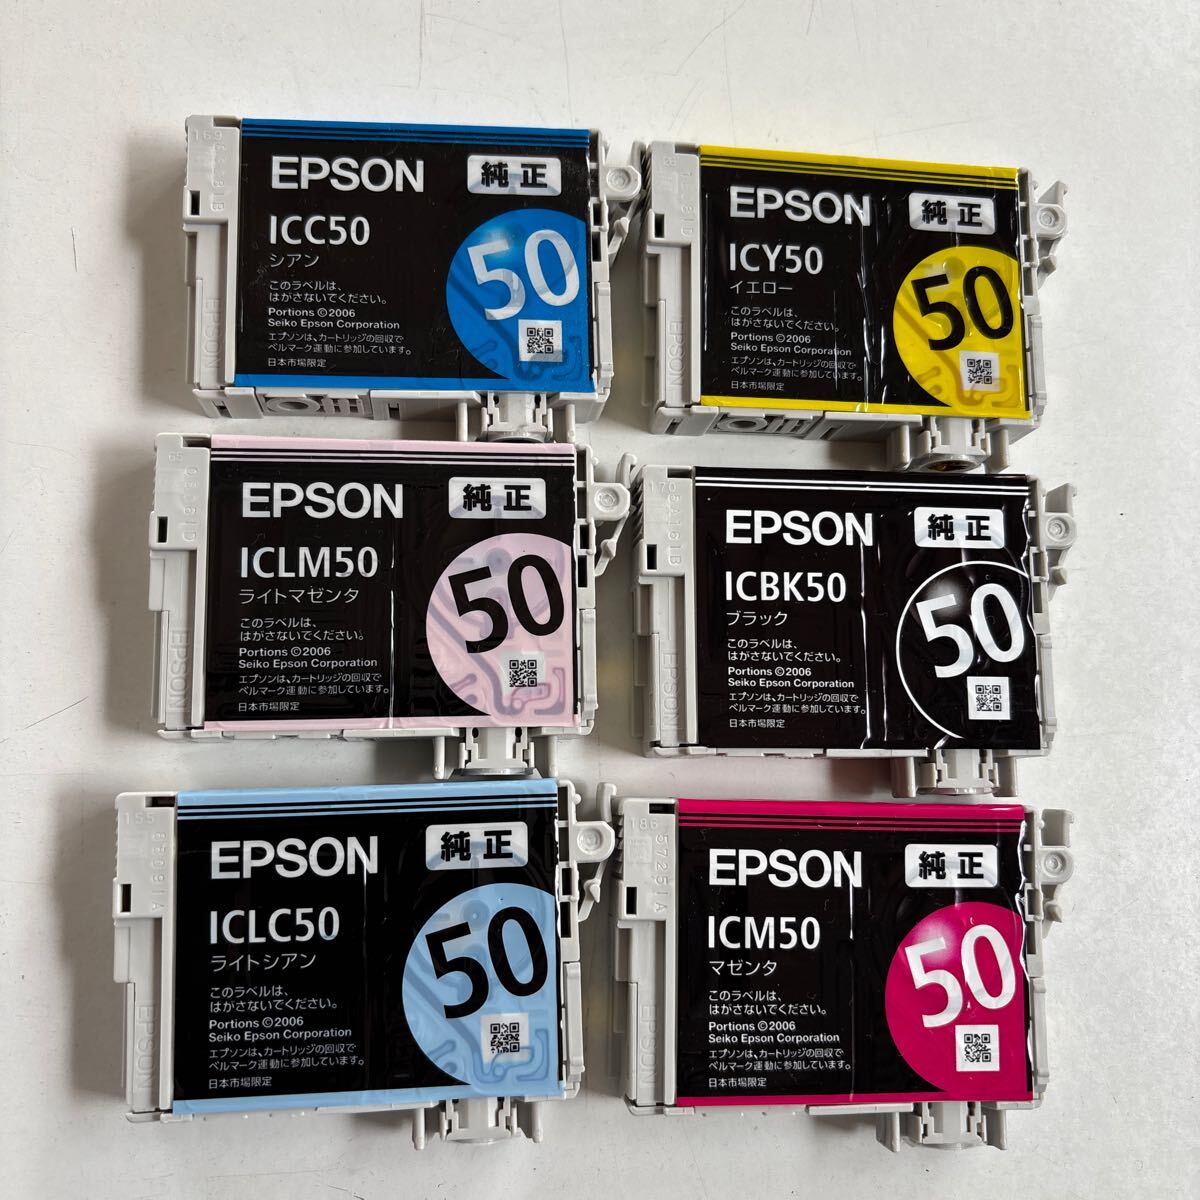 EPSON 純正
ICC50
シアン
50
このラベルは、
はがさないでください。
Portions ©2006
Seiko Epson Corporation
エプソンは、カートリッジの回収で
ベルマーク運動に参加しています。
日本市場限定
EPSON
EPSON 純正
ICY50
イエロー
50
このラベルは、
はがさないでください。
Portions ©2006
Seiko Epson Corporation
エプソンは、カートリッジの回収で
ベルマーク運動に参加しています。
日本市場限定
EPSON
EPSON 純正
ICLM50
ライトマゼンタ
50
このラベルは、
はがさないでください。
Portions ©2006
Seiko Epson Corporation
エプソンは、カートリッジの回収で
ベルマーク運動に参加しています。
日本市場限定
EPSON
EPSON 純正
ICBK50
ブラック
50
このラベルは、
はがさないでください。
Portions ©2006
Seiko Epson Corporation
エプソンは、カートリッジの回収で
ベルマーク運動に参加しています。
日本市場限定
EPSON
EPSON 純正
ICLC50
ライトシアン
50
このラベルは、
はがさないでください。
Portions ©2006
Seiko Epson Corporation
エプソンは、カートリッジの回収で
ベルマーク運動に参加しています。
日本市場限定
EPSON
155
EPSON 純正
ICM50
マゼンタ
50
このラベルは、
はがさないでください。
Portions ©2006
Seiko Epson Corporation
エプソンは、カートリッジの回収で
ベルマーク運動に参加しています。
日本市場限定
EPSON
186